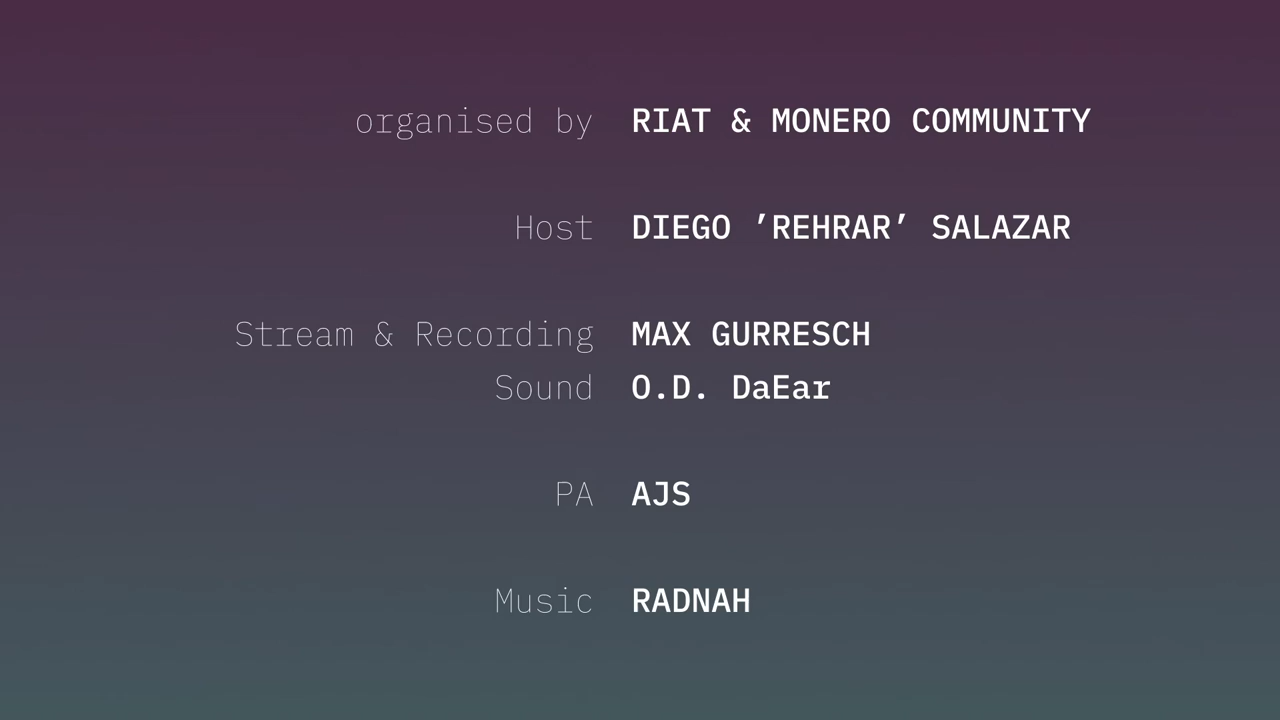 organised by RIAT & MONERO COMMUNITY
Host DIEGO ’REHRAR’ SALAZAR
Stream & Recording MAX GURRESCH
Sound O.D. DaEar
PA AJS
Music RADNAH